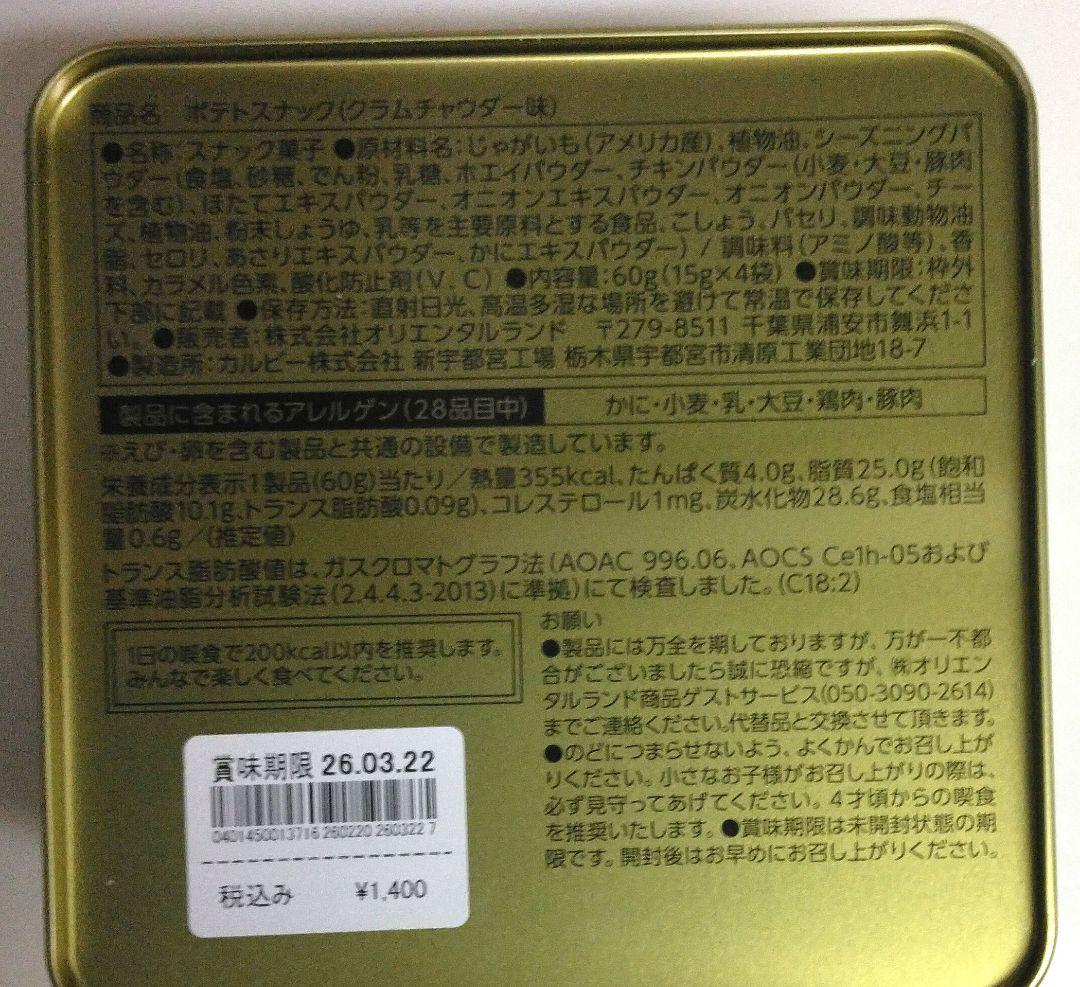 商品名　ポテトスナック(クラムチャウダー味)
●名称：スナック菓子 ●原材料名：じゃがいも(アメリカ産)、植物油、シーズニングパ
ウダー(食塩、砂糖、でん粉、乳糖、ホエイパウダー、チキンパウダー(小麦・大豆・豚肉
を含む)、ほたてエキスパウダー、オニオンエキスパウダー、オニオンパウダー、チー
ズ、植物油、粉末しょうゆ、乳等を主要原料とする食品、こしょう、パセリ、調味動物油
脂、セロリ、あさりエキスパウダー、かにエキスパウダー) / 調味料(アミノ酸等)、香
料、カラメル色素、酸化防止剤(V. C) ●内容量：60g(15g×4袋) ●賞味期限：枠外
下部に記載 ●保存方法：直射日光、高温多湿な場所を避けて常温で保存してくださ
い。●販売者：株式会社オリエンタルランド　〒279-8511 千葉県浦安市舞浜1-1
●製造所：カルビー株式会社 新宇都宮工場 栃木県宇都宮市清原工業団地18-7
製品に含まれるアレルゲン(28品目中)　かに・小麦・乳・大豆・鶏肉・豚肉
※えび・卵を含む製品と共通の設備で製造しています。
栄養成分表示1製品(60g)当たり／熱量355kcal、たんぱく質4.0g、脂質25.0g(飽和
脂肪酸10.1g、トランス脂肪酸0.09g)、コレステロール1mg、炭水化物28.6g、食塩相当
量0.6g／(推定値)
トランス脂肪酸値は、ガスクロマトグラフ法(AOAC 996.06、AOCS Ce1h-05および
基準油脂分析試験法(2.4.4.3-2013)に準拠)にて検査しました。(C18:2)
1日の喫食で200kcal以内を推奨します。
みんなで楽しく食べてください。
お願い
●製品には万全を期しておりますが、万が一不都
合がございましたら誠に恐縮ですが、㈱オリエン
タルランド商品ゲストサービス(050-3090-2614)
までご連絡ください。代替品と交換させて頂きます。
●のどにつまらせないよう、よくかんでお召し上が
りください。小さなお子様がお召し上がりの際は、
必ず見守ってあげてください。4才頃からの喫食
を推奨いたします。●賞味期限は未開封状態の期
限です。開封後はお早めにお召し上がりください。
賞味期限 26.03.22
0401450013716 260220 260322 7
税込み　¥1,400